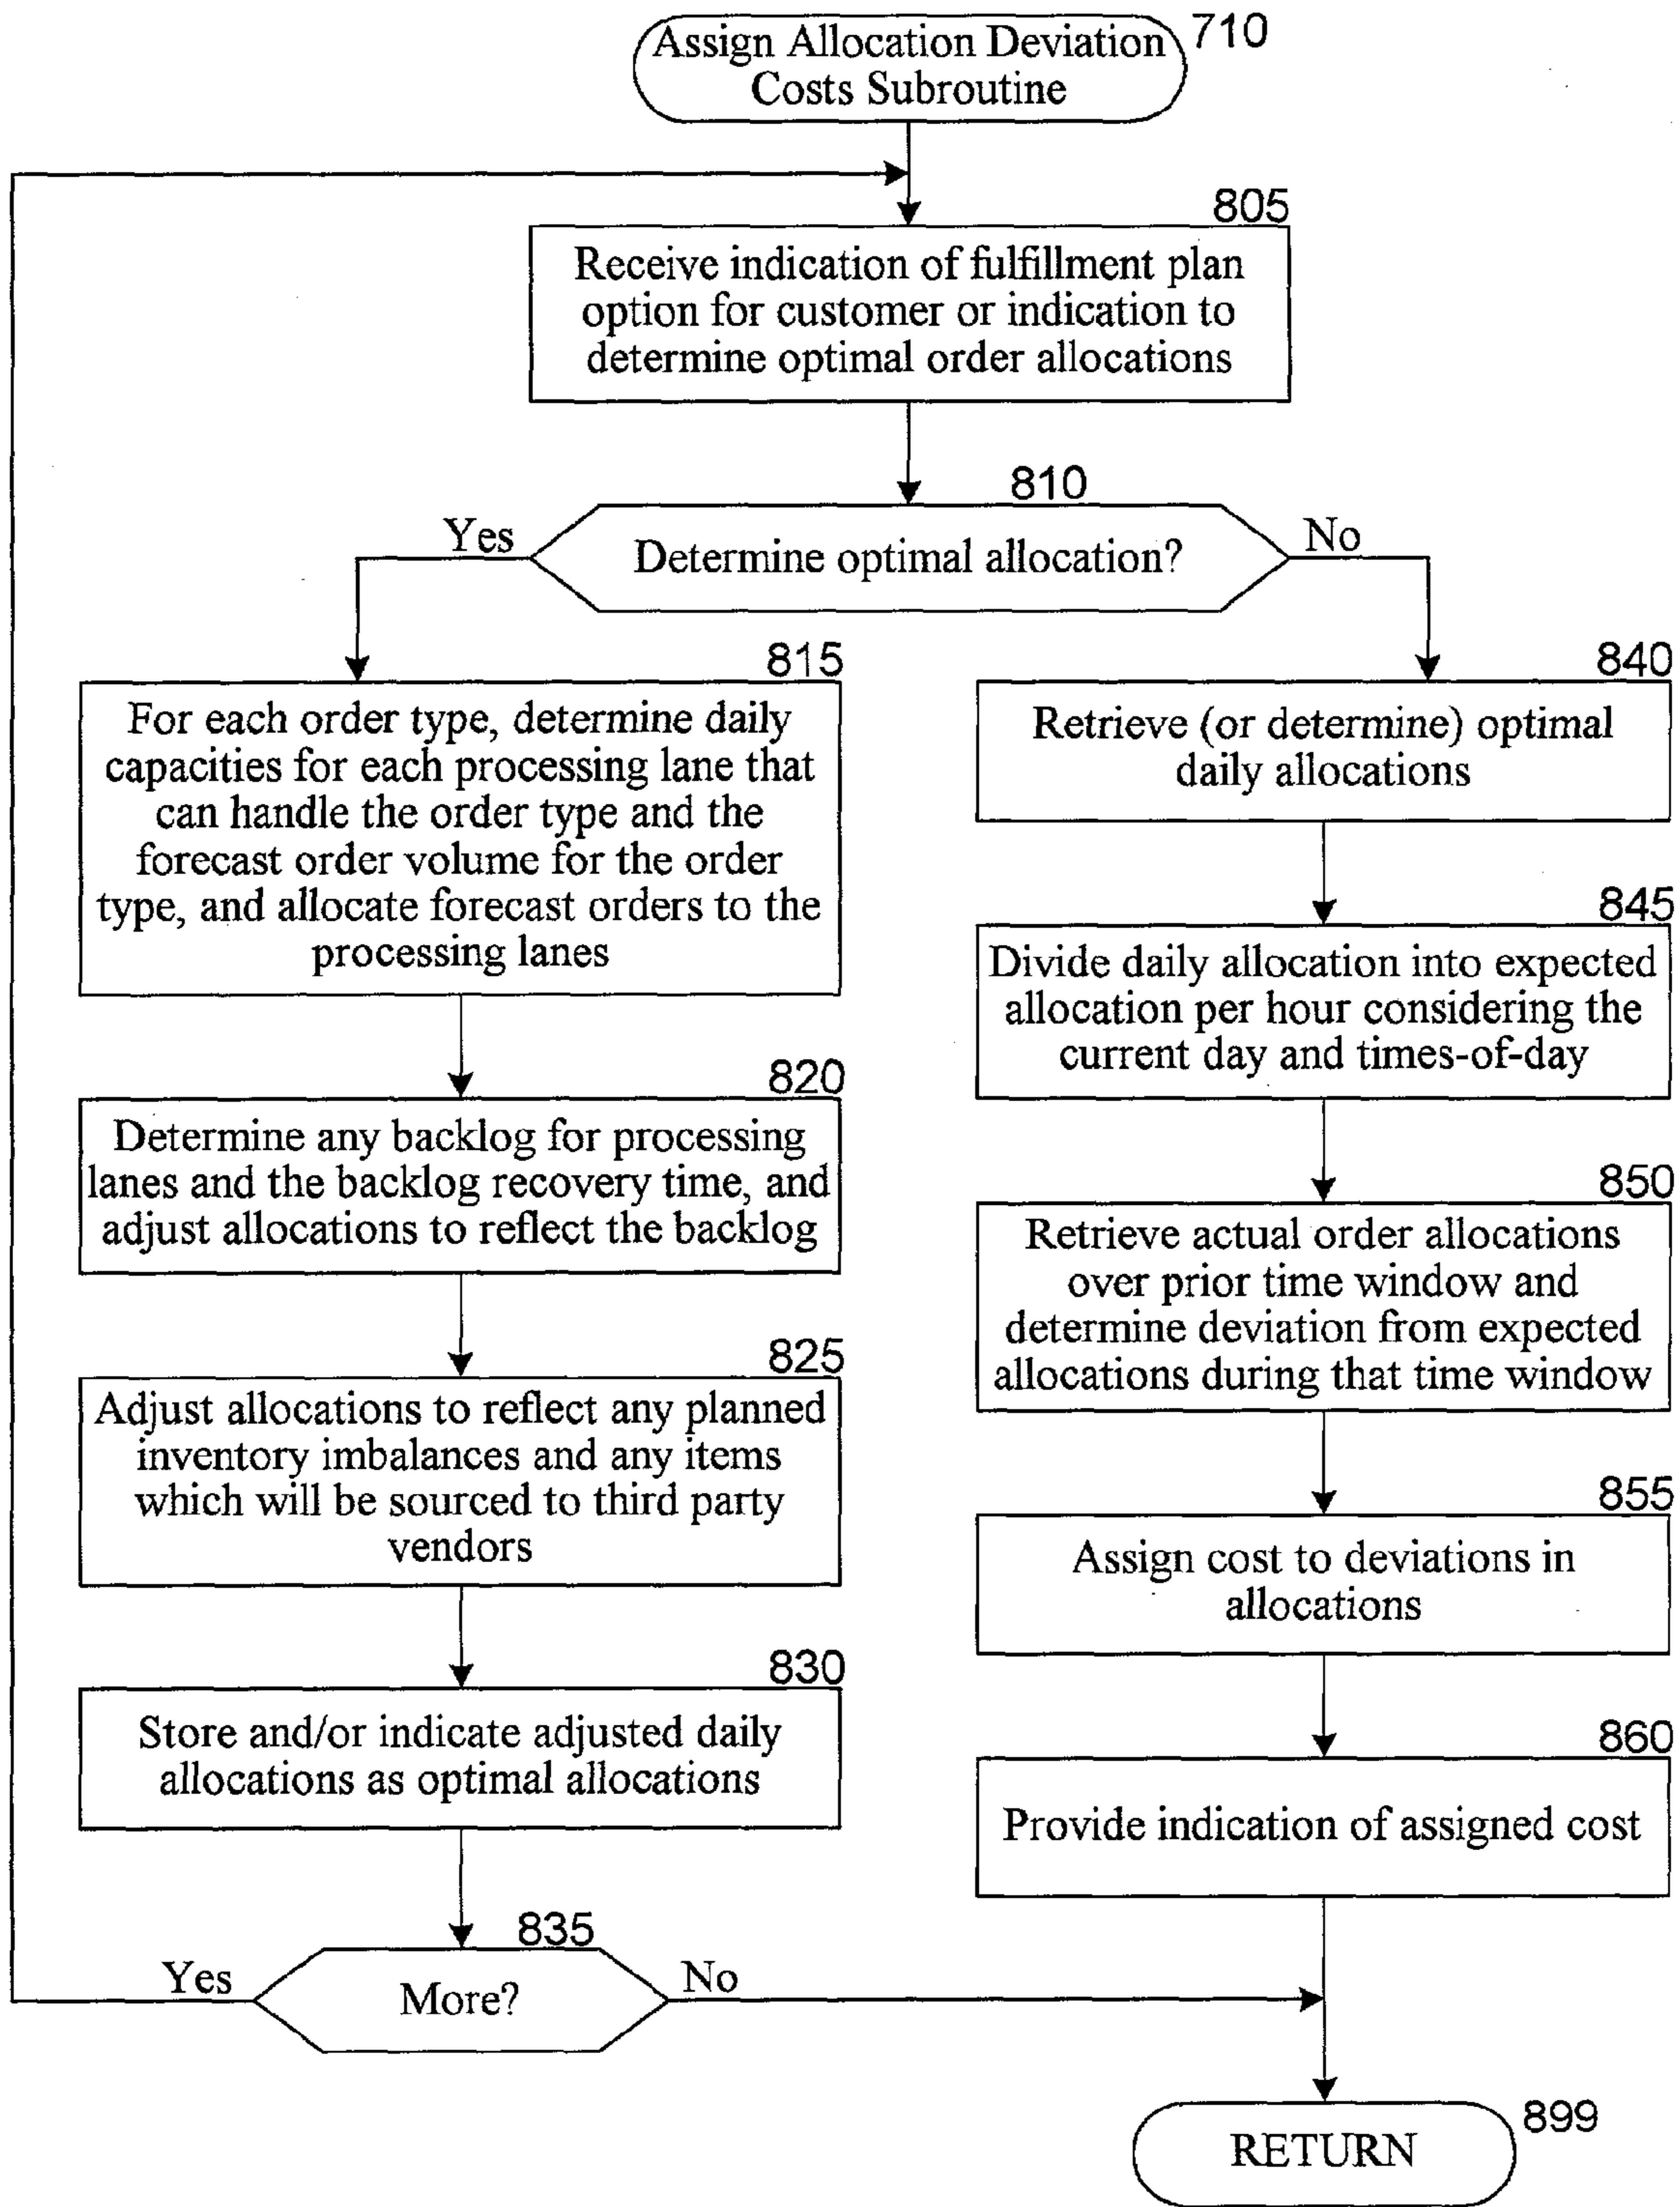 Assign Allocation Deviation
Costs Subroutine
710
805
Receive indication of fulfillment plan
option for customer or indication to
determine optimal order allocations
810
Yes
Determine optimal allocation?
No
815
For each order type, determine daily
capacities for each processing lane that
can handle the order type and the
forecast order volume for the order
type, and allocate forecast orders to the
processing lanes
820
Determine any backlog for processing
lanes and the backlog recovery time, and
adjust allocations to reflect the backlog
825
Adjust allocations to reflect any planned
inventory imbalances and any items
which will be sourced to third party
vendors
830
Store and/or indicate adjusted daily
allocations as optimal allocations
835
Yes
More?
No
840
Retrieve (or determine) optimal
daily allocations
845
Divide daily allocation into expected
allocation per hour considering the
current day and times-of-day
850
Retrieve actual order allocations
over prior time window and
determine deviation from expected
allocations during that time window
855
Assign cost to deviations in
allocations
860
Provide indication of assigned cost
899
RETURN